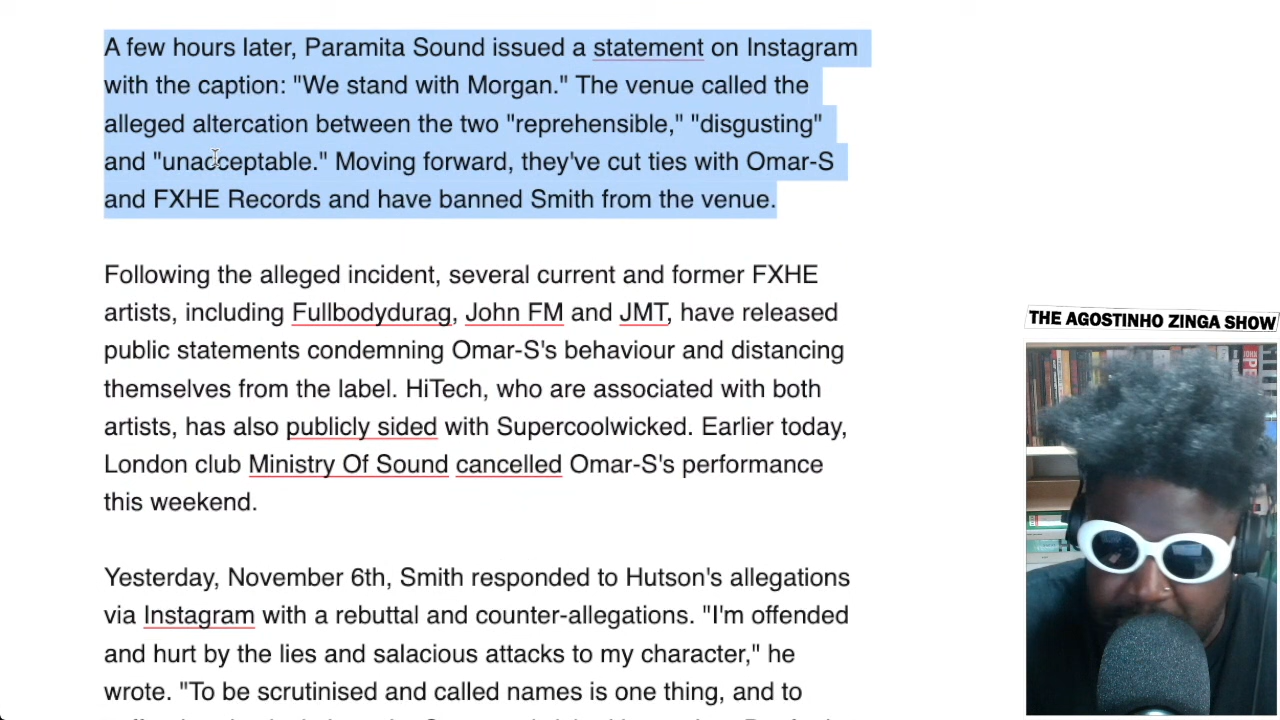 A few hours later, Paramita Sound issued a statement on Instagram
with the caption: "We stand with Morgan." The venue called the
alleged altercation between the two "reprehensible," "disgusting"
and "unacceptable." Moving forward, they've cut ties with Omar-S
and FXHE Records and have banned Smith from the venue.
Following the alleged incident, several current and former FXHE
artists, including Fullbodydurag, John FM and JMT, have released
public statements condemning Omar-S's behaviour and distancing
themselves from the label. HiTech, who are associated with both
artists, has also publicly sided with Supercoolwicked. Earlier today,
London club Ministry Of Sound cancelled Omar-S's performance
this weekend.
Yesterday, November 6th, Smith responded to Hutson's allegations
via Instagram with a rebuttal and counter-allegations. "I'm offended
and hurt by the lies and salacious attacks to my character," he
wrote. "To be scrutinised and called names is one thing, and to
THE AGOSTINHO ZINGA SHOW